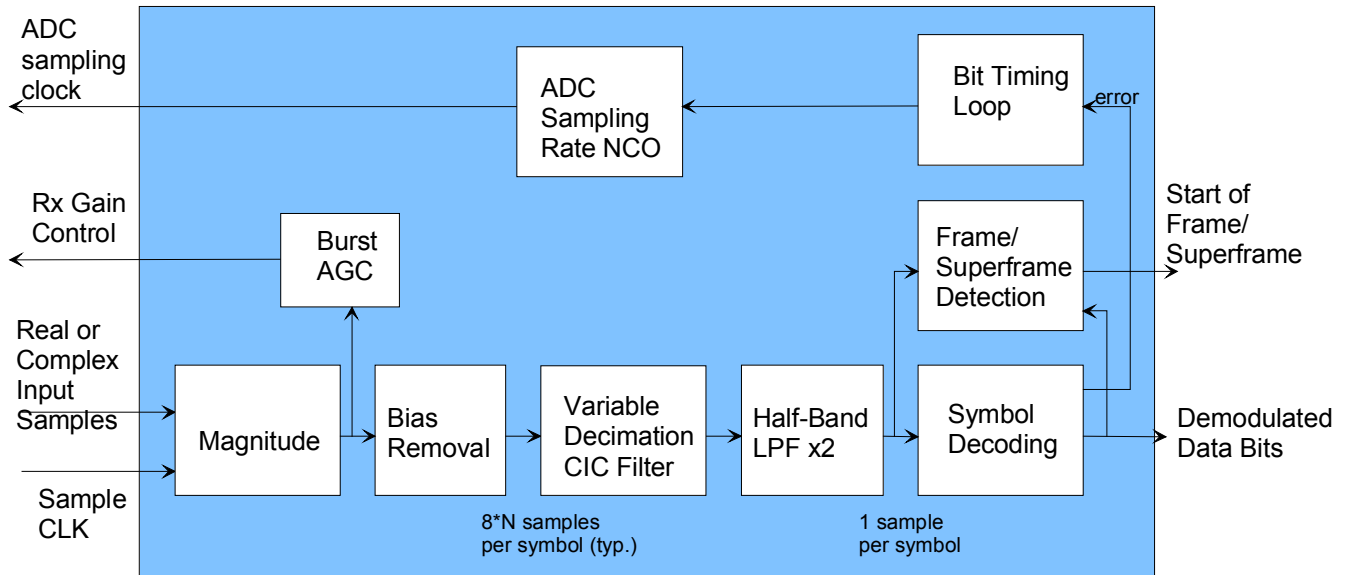 ADC
sampling
clock
ADC
Sampling
Rate NCO
Bit Timing
Loop
error
Rx Gain
Control
Burst
AGC
Frame/
Superframe
Detection
Start of
Frame/
Superframe
Real or
Complex
Input
Samples
Magnitude
Bias
Removal
Variable
Decimation
CIC Filter
Half-Band
LPF x2
Symbol
Decoding
Demodulated
Data Bits
Sample
CLK
8*N samples
per symbol (typ.)
1 sample
per symbol